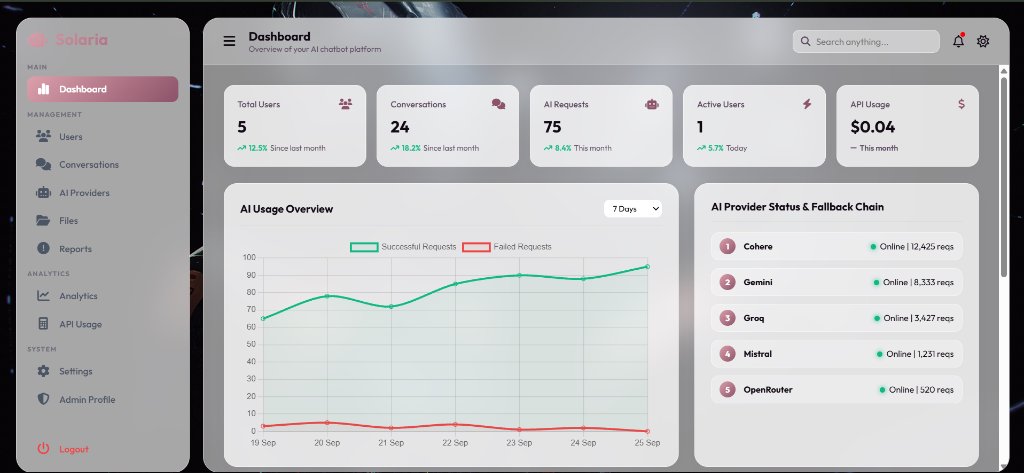 Solaria
MAIN
Dashboard
MANAGEMENT
Users
Conversations
AI Providers
Files
Reports
ANALYTICS
Analytics
API Usage
SYSTEM
Settings
Admin Profile
Logout
Dashboard
Overview of your AI chatbot platform
Search anything...
Total Users
5
12.5% Since last month
Conversations
24
18.2% Since last month
AI Requests
75
8.4% This month
Active Users
1
5.7% Today
API Usage
$
$0.04
— This month
AI Usage Overview
7 Days
Successful Requests Failed Requests
100
90
80
70
60
50
40
30
20
10
0
19 Sep 20 Sep 21 Sep 22 Sep 23 Sep 24 Sep 25 Sep
AI Provider Status & Fallback Chain
1 Cohere Online | 12,425 reqs
2 Gemini Online | 8,333 reqs
3 Groq Online | 3,427 reqs
4 Mistral Online | 1,231 reqs
5 OpenRouter Online | 520 reqs